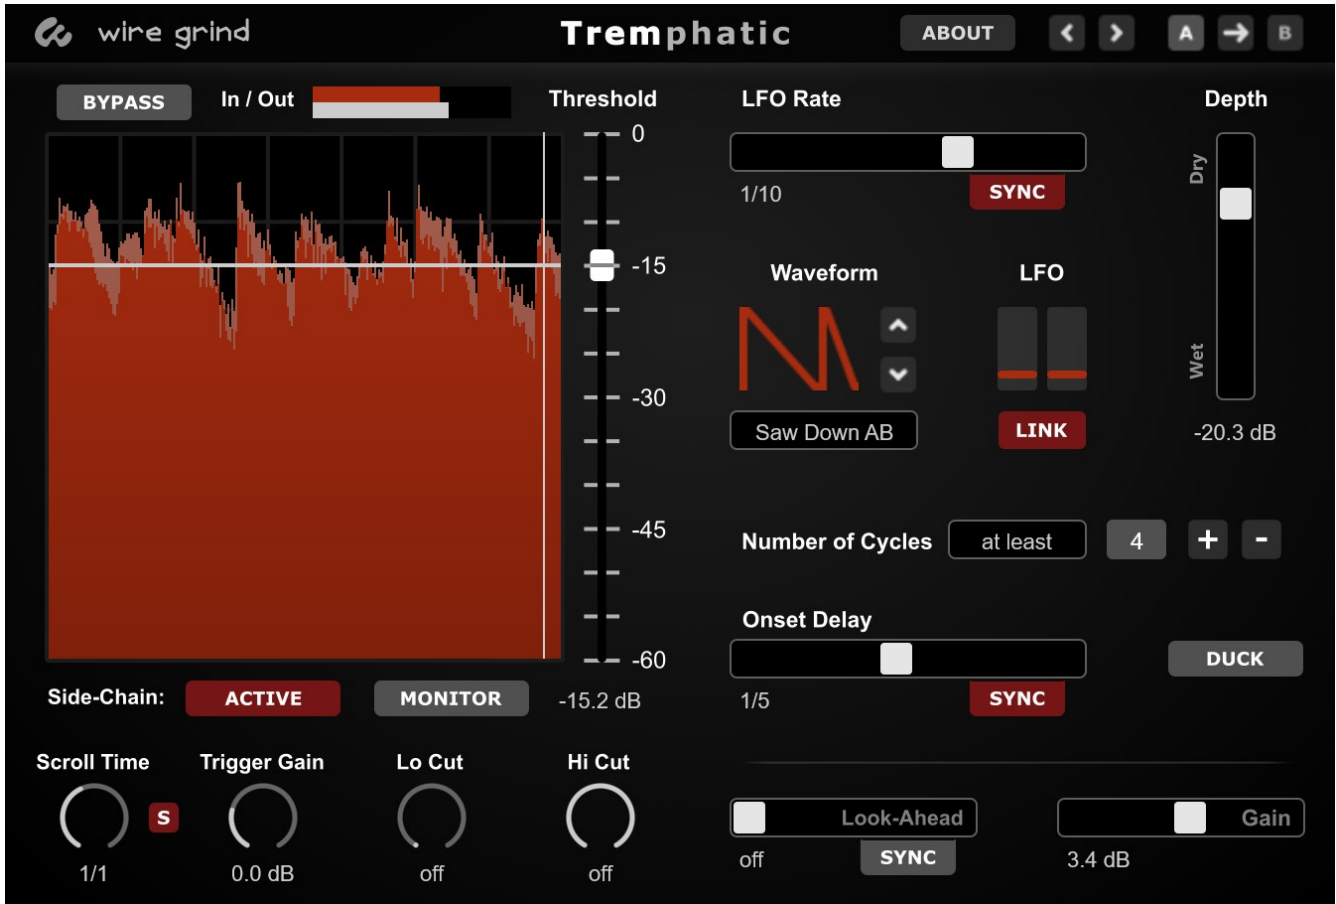 wire grind
Tremphatic
ABOUT
A
B
BYPASS
In / Out
Threshold
0
-15
-30
-45
-60
Side-Chain:
ACTIVE
MONITOR
-15.2 dB
Scroll Time
S
1/1
Trigger Gain
0.0 dB
Lo Cut
off
Hi Cut
off
LFO Rate
1/10
SYNC
Depth
Dry
Wet
-20.3 dB
Waveform
Saw Down AB
LFO
LINK
Number of Cycles
at least
4
+
-
Onset Delay
1/5
SYNC
DUCK
Look-Ahead
off
SYNC
Gain
3.4 dB